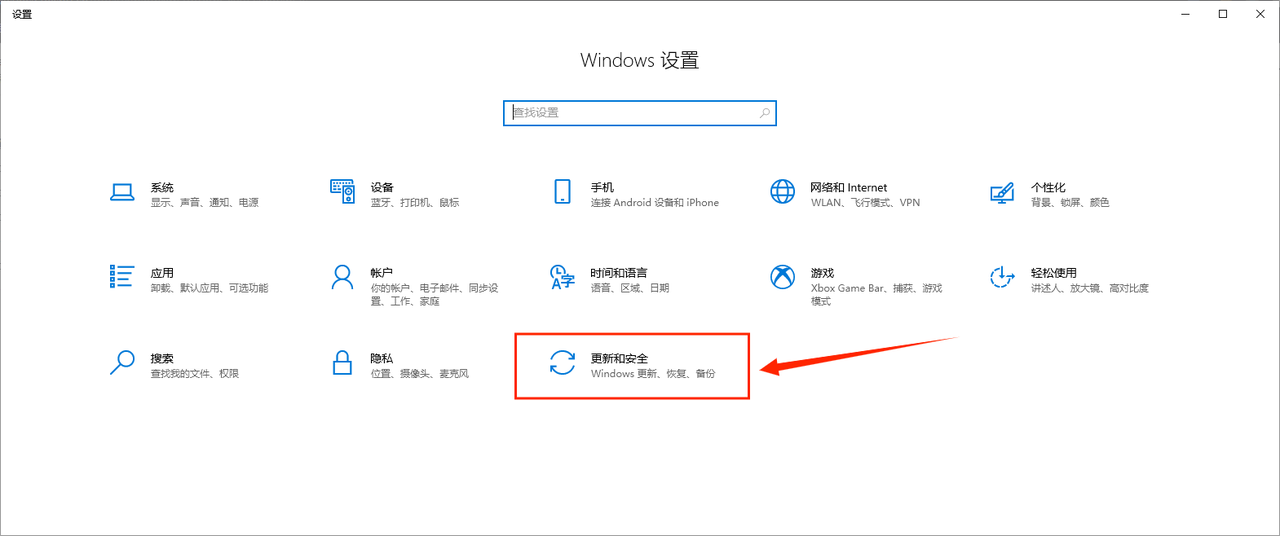 设置
Windows 设置
查找设置
系统
显示、声音、通知、电源
设备
蓝牙、打印机、鼠标
手机
连接 Android 设备和 iPhone
网络和 Internet
WLAN、飞行模式、VPN
个性化
背景、锁屏、颜色
应用
卸载、默认应用、可选功能
帐户
你的帐户、电子邮件、同步设
置、工作、家庭
时间和语言
语音、区域、日期
游戏
Xbox Game Bar、捕获、游戏
模式
轻松使用
讲述人、放大镜、高对比度
搜索
查找我的文件、权限
隐私
位置、摄像头、麦克风
更新和安全
Windows 更新、恢复、备份